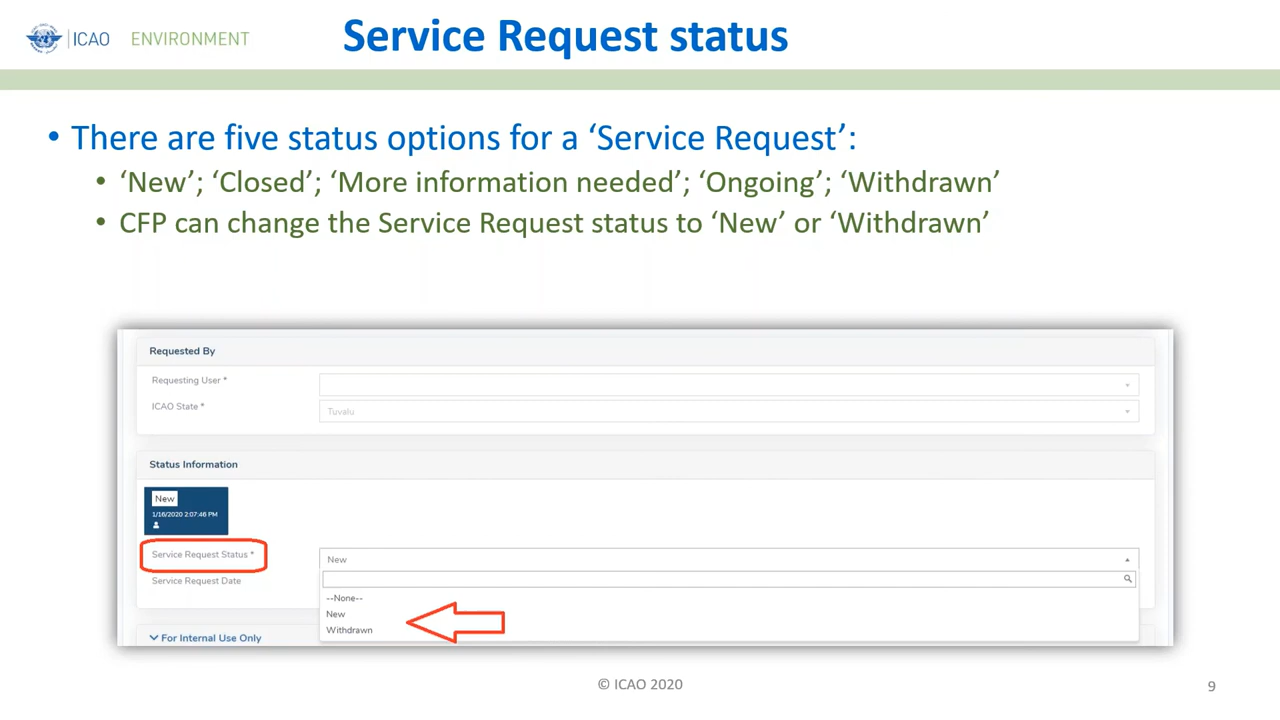 ICAO ENVIRONMENT
Service Request status
• There are five status options for a ‘Service Request’:
• ‘New’; ‘Closed’; ‘More information needed’; ‘Ongoing’; ‘Withdrawn’
• CFP can change the Service Request status to ‘New’ or ‘Withdrawn’
Requested By
Requesting User *
ICAO State *
Tuvalu
Status Information
New
1/16/2020 2:07:46 PM
Service Request Status *
New
Service Request Date
--None--
New
Withdrawn
For Internal Use Only
© ICAO 2020
9